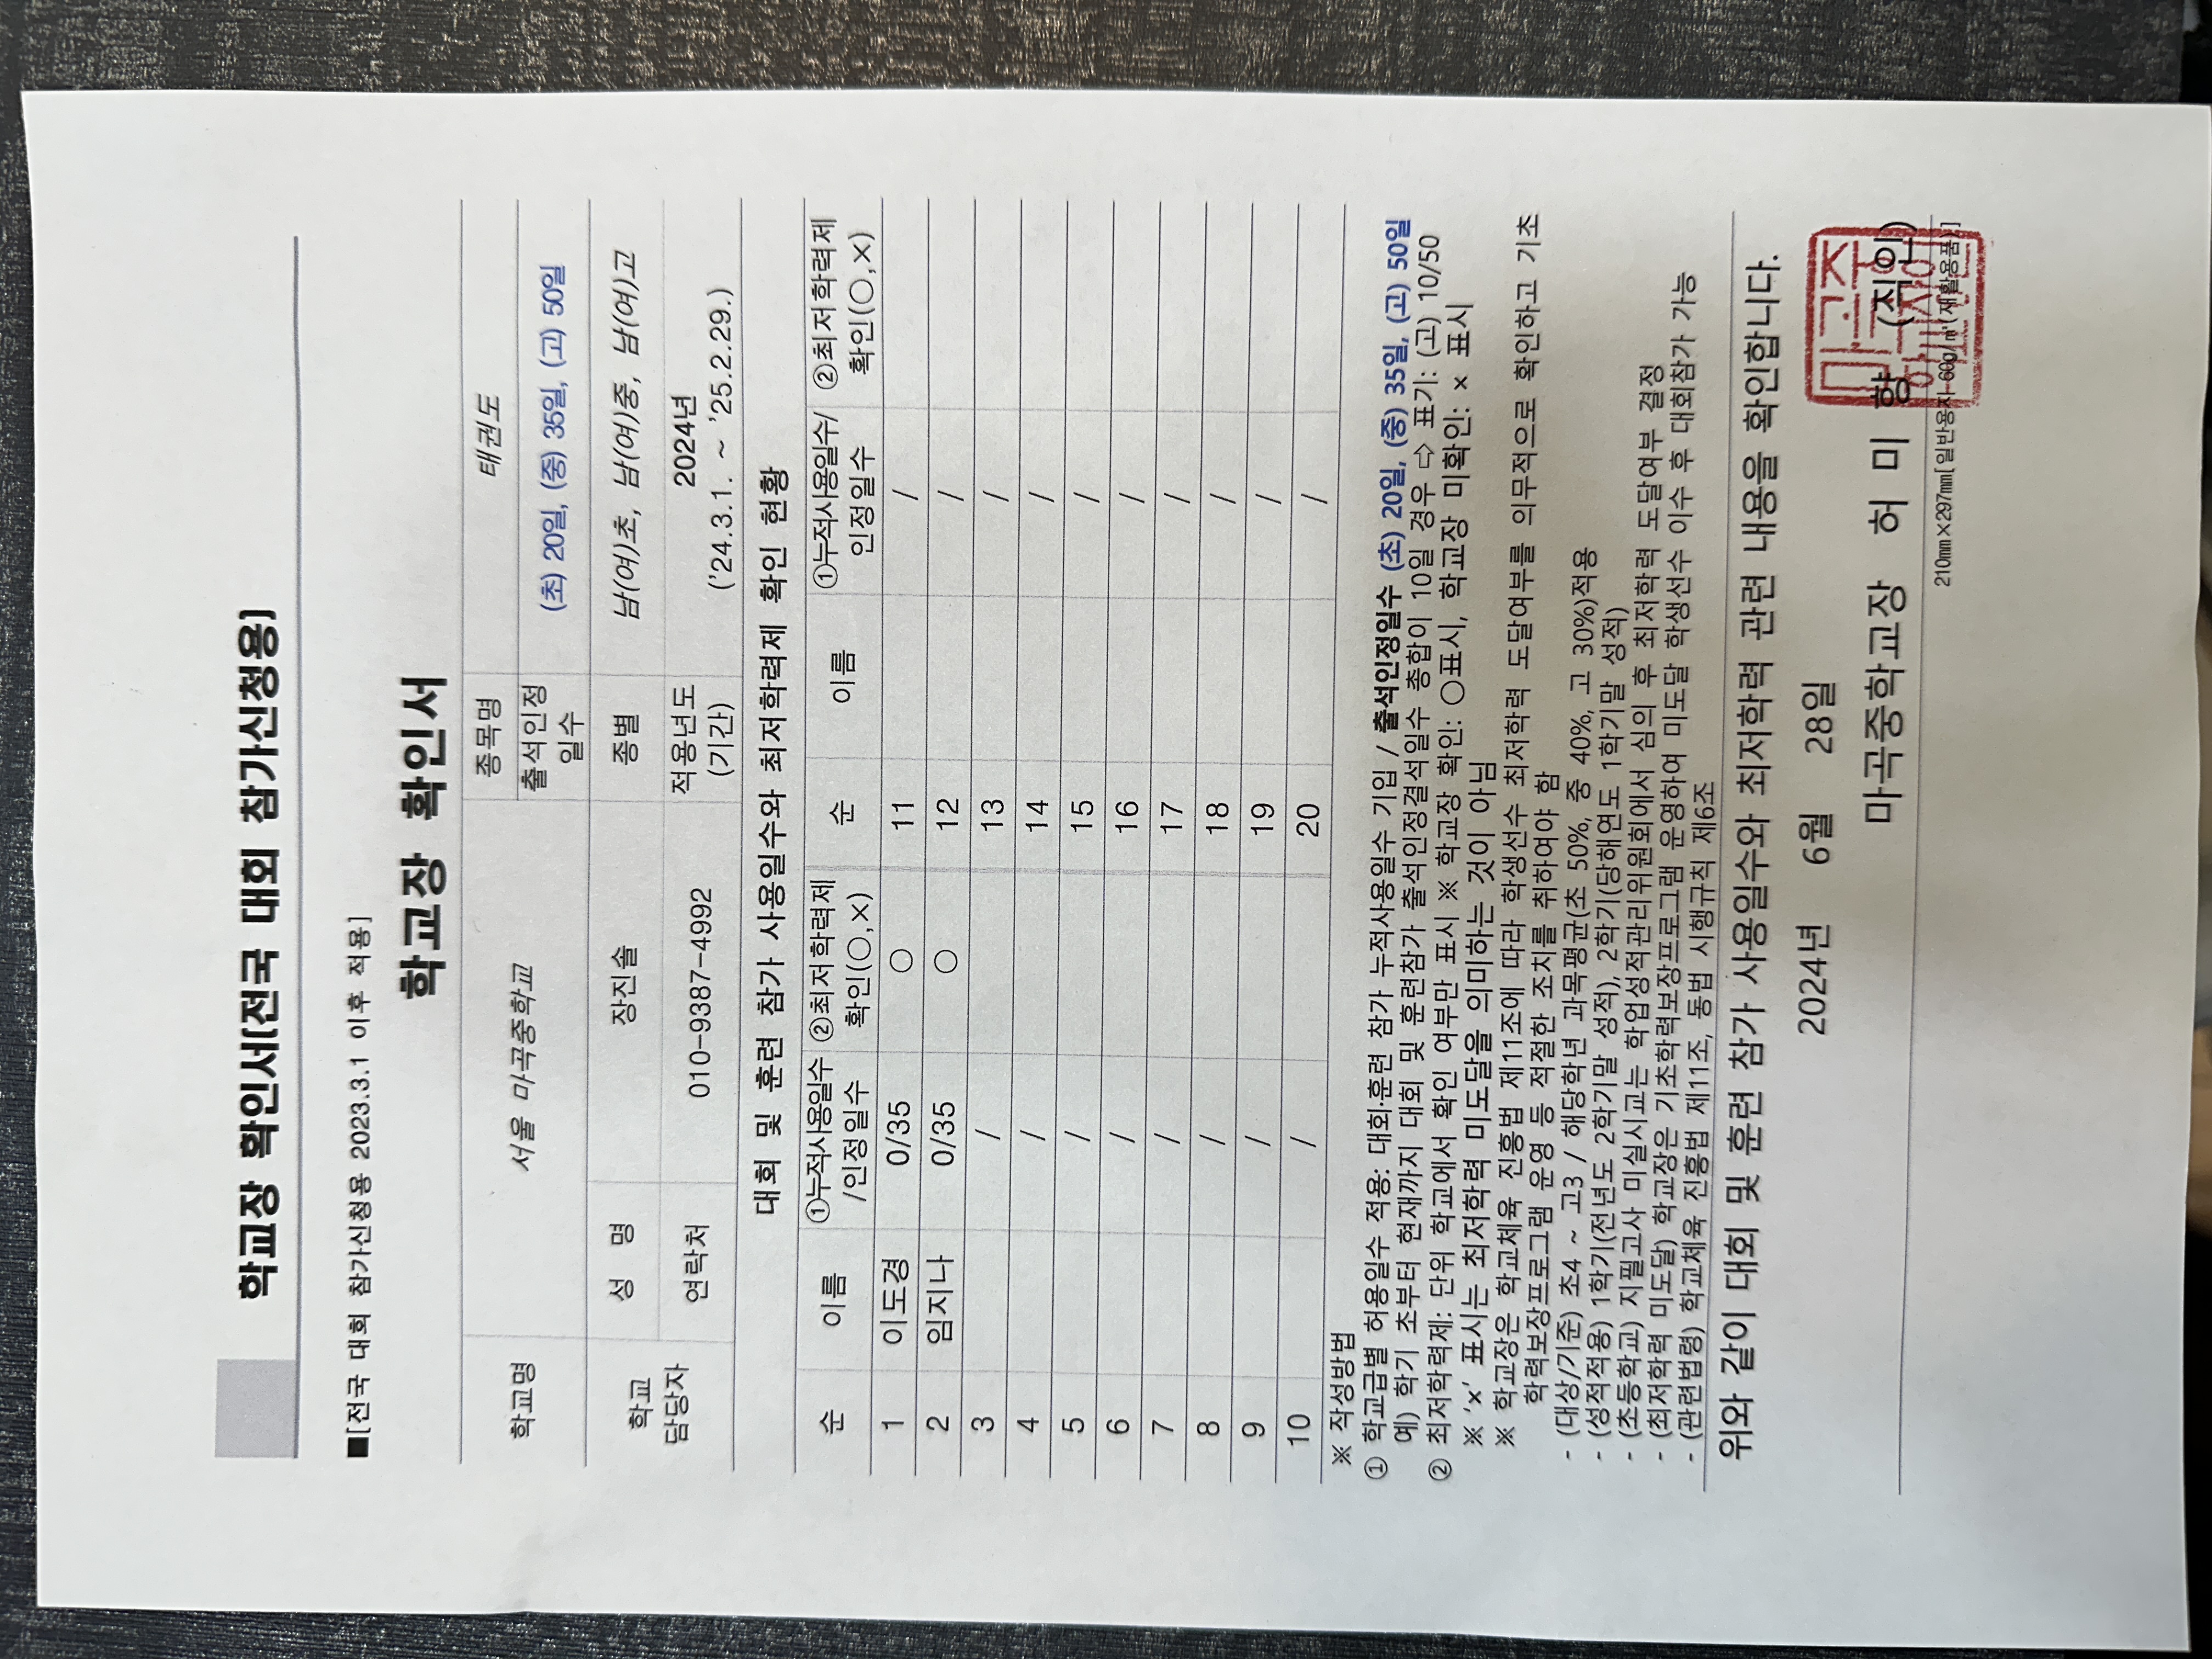 학교장 확인서[전국 대회 참가신청용]
■[전국 대회 참가신청용 2023.3.1 이후 적용]
학교장 확인서
학교명 서울 마곡중학교 종목명 태권도
출석인정일수 (초) 20일, (중) 35일, (고) 50일
학교 담당자 성 명 장진솔 종별 남(여)초, 남(여)중, 남(여)고
연락처 010-9387-4992 적용년도 (기간) 2024년 ('24.3.1. ~ '25.2.29.)
대회 및 훈련 참가 사용일수와 최저학력제 확인 현황
순 이름 ①누적사용일수/인정일수 ②최저학력제 확인(○,×) 순 이름 ①누적사용일수/인정일수 ②최저학력제 확인(○,×)
1 이도경 0/35 ○ 11 /
2 임지나 0/35 ○ 12 /
3 / 13 /
4 / 14 /
5 / 15 /
6 / 16 /
7 / 17 /
8 / 18 /
9 / 19 /
10 / 20 /
※ 작성방법
① 학교급별 허용일수 적용: 대회·훈련 참가 누적사용일수 기입 / 출석인정일수 (초) 20일, (중) 35일, (고) 50일
예) 학기 초부터 현재까지 대회 및 훈련참가 출석인정결석일수 총합이 10일 경우 ⇨ 표기: (고) 10/50
② 최저학력제: 단위 학교에서 확인 여부만 표시 ※ 학교장 확인: ○표시, 학교장 미확인: × 표시
※ '×' 표시는 최저학력 미도달을 의미하는 것이 아님
※ 학교장은 학교체육 진흥법 제11조에 따라 학생선수 최저학력 도달여부를 의무적으로 확인하고 기초
학력보장프로그램 운영 등 적절한 조치를 취하여야 함
- (대상/기준) 초4 ~ 고3 / 해당학년 과목평균(초 50%, 중 40%, 고 30%)적용
- (성적적용) 1학기(전년도 2학기말 성적), 2학기(당해연도 1학기말 성적)
- (초등학교) 지필고사 미실시교는 학업성적관리위원회에서 심의 후 최저학력 도달여부 결정
- (최저학력 미도달) 학교장은 기초학력보장프로그램 운영하여 미도달 학생선수 이수 후 대회참가 가능
- (관련법령) 학교체육 진흥법 제11조, 동법 시행규칙 제6조
위와 같이 대회 및 훈련 참가 사용일수와 최저학력 관련 내용을 확인합니다.
2024년 6월 28일
마곡중학교장 허 미 향 (직인)
210㎜×297㎜[일반용지 60g/㎡(재활용품)]